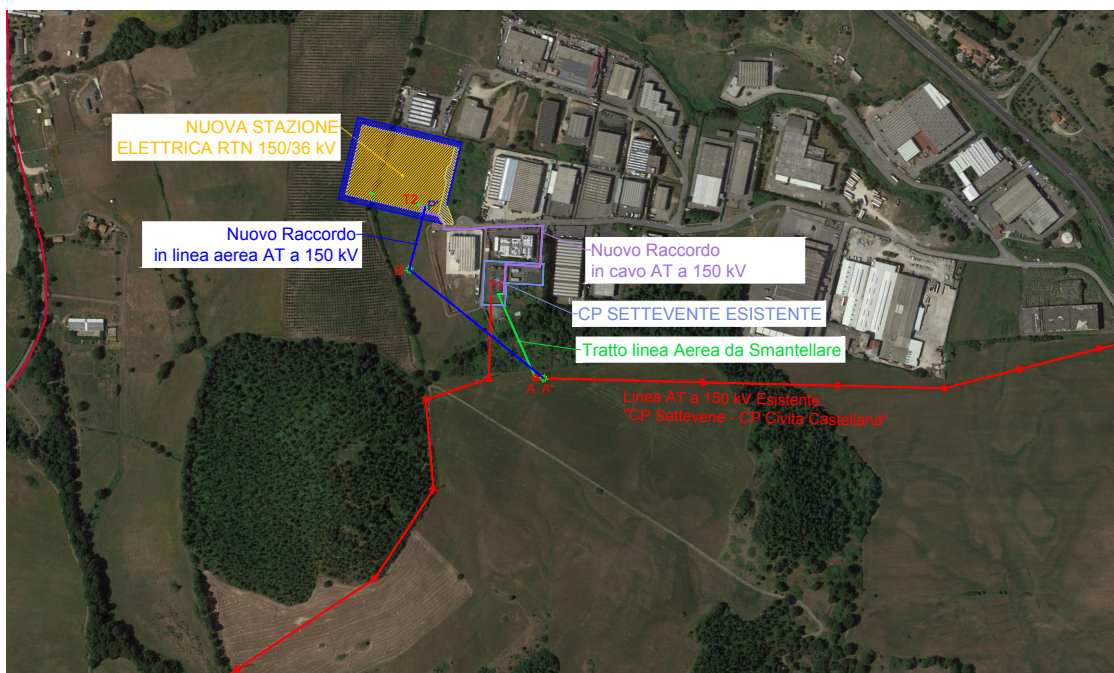 NUOVA STAZIONE
ELETTRICA RTN 150/36 kV
T2
P'
Nuovo Raccordo
in linea aerea AT a 150 kV
Nuovo Raccordo
in cavo AT a 150 kV
T1
CP SETTEVENTE ESISTENTE
Tratto linea Aerea da Smantellare
A A'
Linea AT a 150 kV Esistente
"CP Settevene - CP Civita Castellana"